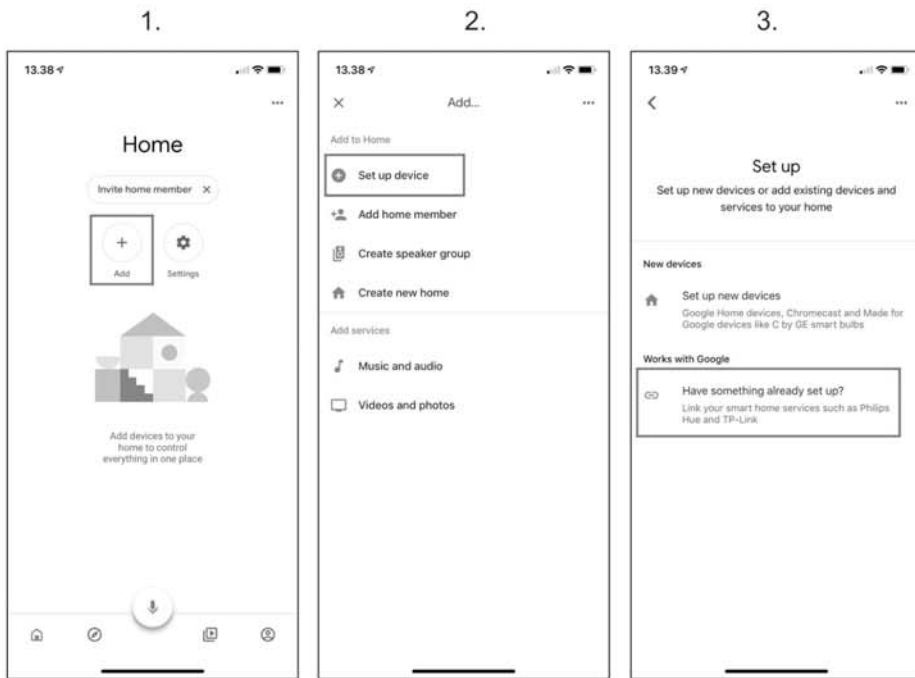 1.
13.38
Home
Invite home member
Add
Settings
Add devices to your
home to control
everything in one place
2.
13.38
Add...
Add to Home
Set up device
Add home member
Create speaker group
Create new home
Add services
Music and audio
Videos and photos
3.
13.39
Set up
Set up new devices or add existing devices and
services to your home
New devices
Set up new devices
Google Home devices, Chromecast and Made for
Google devices like C by GE smart bulbs
Works with Google
Have something already set up?
Link your smart home services such as Philips
Hue and TP-Link